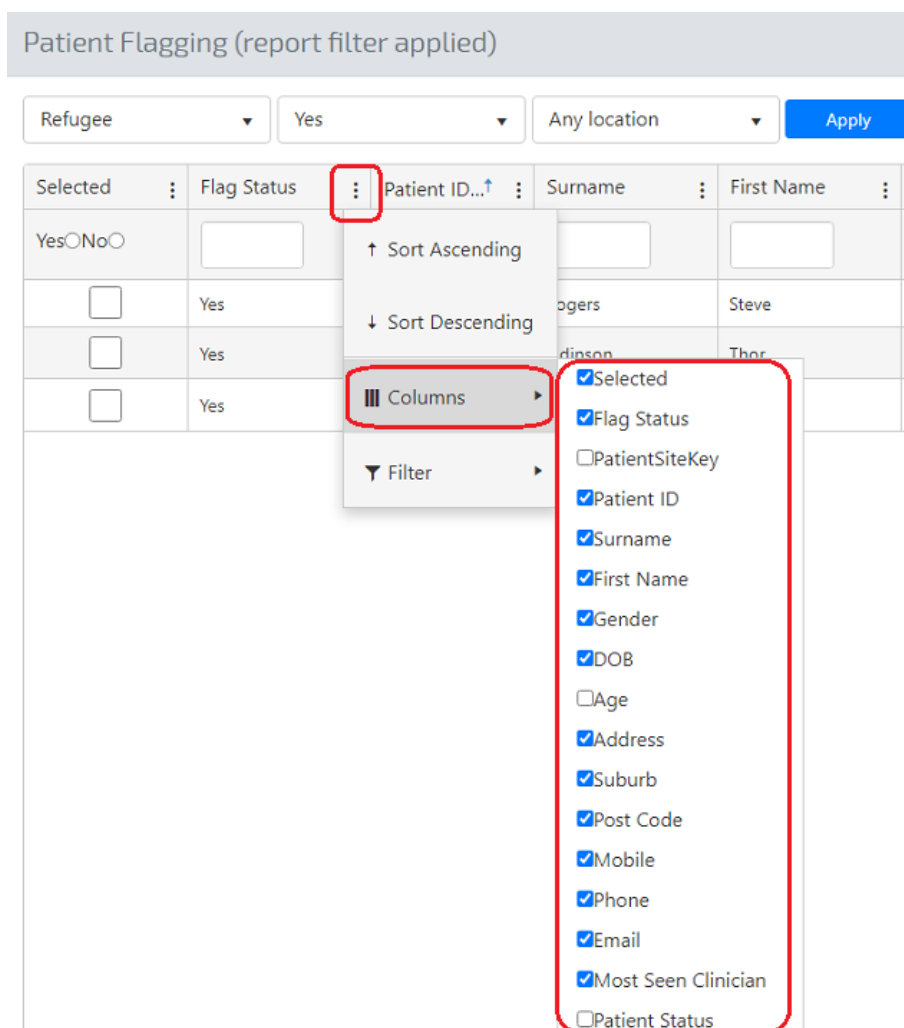 Patient Flagging (report filter applied)
Refugee Yes Any location Apply
Selected Flag Status Patient ID... Surname First Name
Yes No
Sort Ascending
Yes ogers Steve
Sort Descending
Yes dinson Thor
Selected
Columns
Yes
Flag Status
PatientSiteKey
Filter
Patient ID
Surname
First Name
Gender
DOB
Age
Address
Suburb
Post Code
Mobile
Phone
Email
Most Seen Clinician
Patient Status